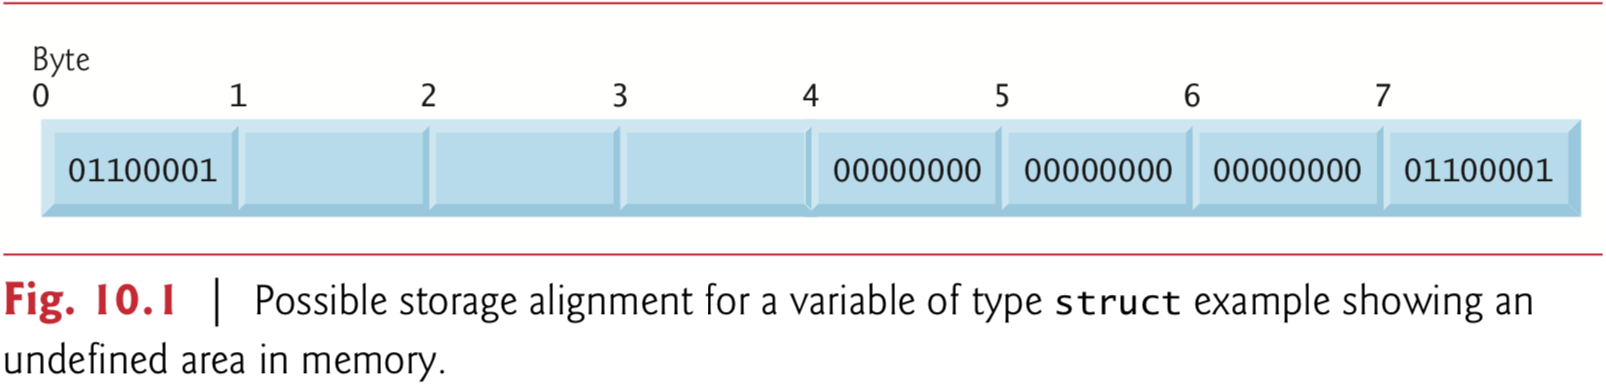 Byte
0 1 2 3 4 5 6 7
01100001 00000000 00000000 00000000 01100001
Fig. 10.1 | Possible storage alignment for a variable of type struct example showing an
undefined area in memory.